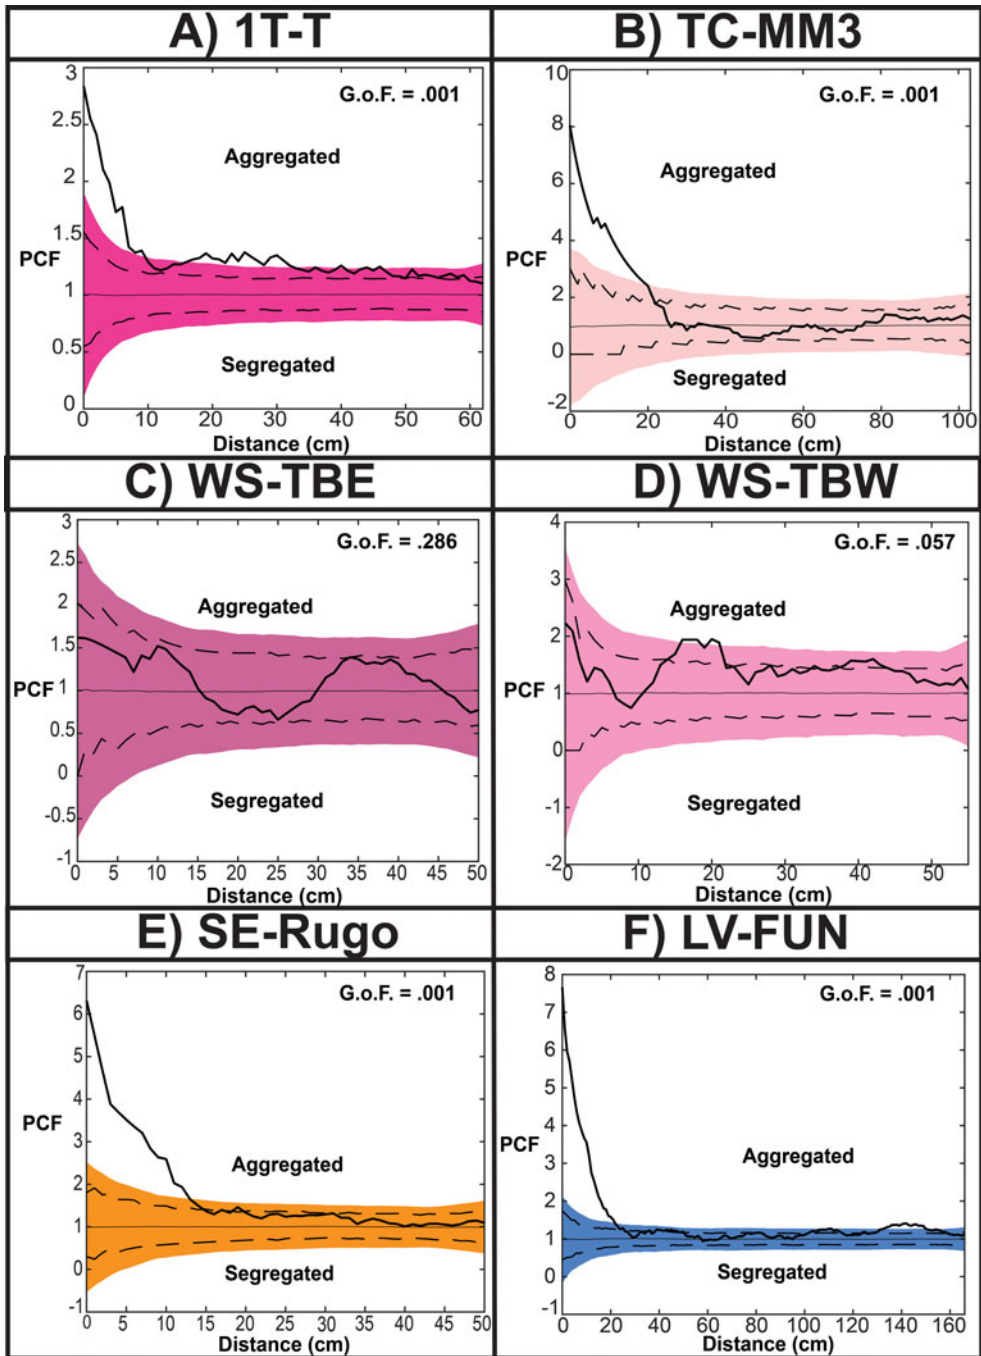 A) 1T-T
G.o.F. = .001
Aggregated
PCF
Segregated
3
2.5
2
1.5
1
0.5
0
0 10 20 30 40 50 60
Distance (cm)
B) TC-MM3
G.o.F. = .001
Aggregated
PCF
Segregated
10
8
6
4
2
0
-2
0 20 40 60 80 100
Distance (cm)
C) WS-TBE
G.o.F. = .286
Aggregated
PCF
Segregated
3
2.5
2
1.5
1
0.5
0
-0.5
-1
0 5 10 15 20 25 30 35 40 45 50
Distance (cm)
D) WS-TBW
G.o.F. = .057
Aggregated
PCF
Segregated
4
3
2
1
0
-1
-2
0 10 20 30 40 50
Distance (cm)
E) SE-Rugo
G.o.F. = .001
Aggregated
PCF
Segregated
7
6
5
4
3
2
1
0
-1
0 5 10 15 20 25 30 35 40 45 50
Distance (cm)
F) LV-FUN
G.o.F. = .001
Aggregated
PCF
Segregated
8
7
6
5
4
3
2
1
0
-1
0 20 40 60 80 100 120 140 160
Distance (cm)